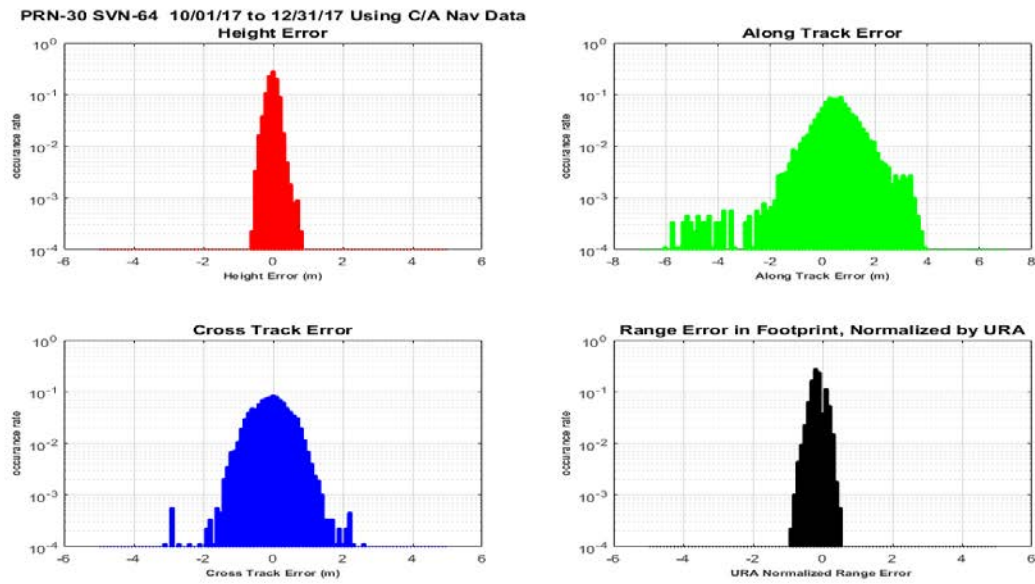 PRN-30 SVN-64 10/01/17 to 12/31/17 Using C/A Nav Data
Height Error
10^0
10^-1
10^-2
10^-3
10^-4
occurance rate
-6 -4 -2 0 2 4 6
Height Error (m)
Along Track Error
10^0
10^-1
10^-2
10^-3
10^-4
occurance rate
-8 -6 -4 -2 0 2 4 6 8
Along Track Error (m)
Cross Track Error
10^0
10^-1
10^-2
10^-3
10^-4
occurance rate
-6 -4 -2 0 2 4 6
Cross Track Error (m)
Range Error in Footprint, Normalized by URA
10^0
10^-1
10^-2
10^-3
10^-4
occurance rate
-6 -4 -2 0 2 4 6
URA Normalized Range Error